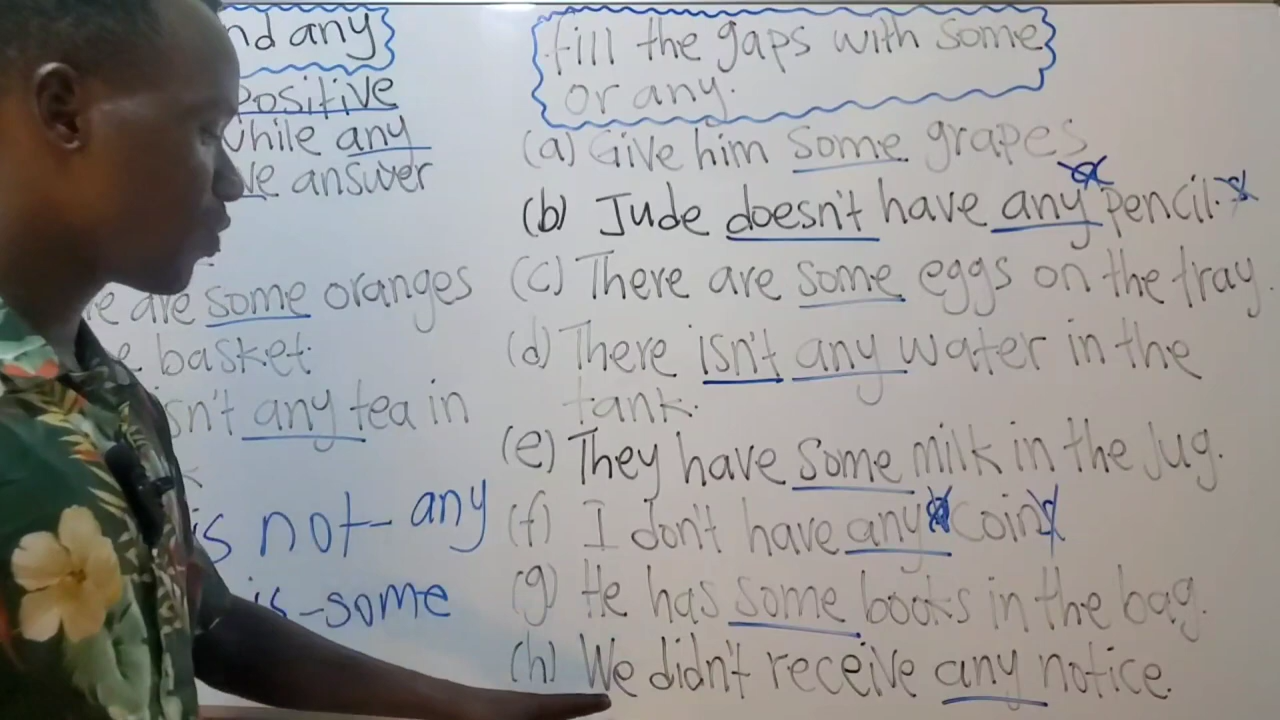 nd any
positive
while any
ve answer
e are some oranges
e basket.
sn't any tea in
is not - any
is - some
fill the gaps with some
or any.
(a) Give him some grapes
(b) Jude doesn't have any pencil.
(c) There are some eggs on the tray.
(d) There isn't any water in the
tank.
(e) They have some milk in the jug.
(f) I don't have any coin
(g) He has some books in the bag.
(h) We didn't receive any notice.